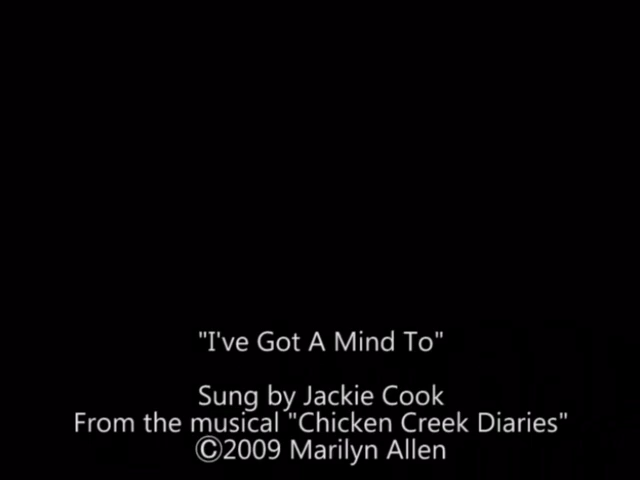 "I've Got A Mind To"
Sung by Jackie Cook
From the musical "Chicken Creek Diaries"
©2009 Marilyn Allen